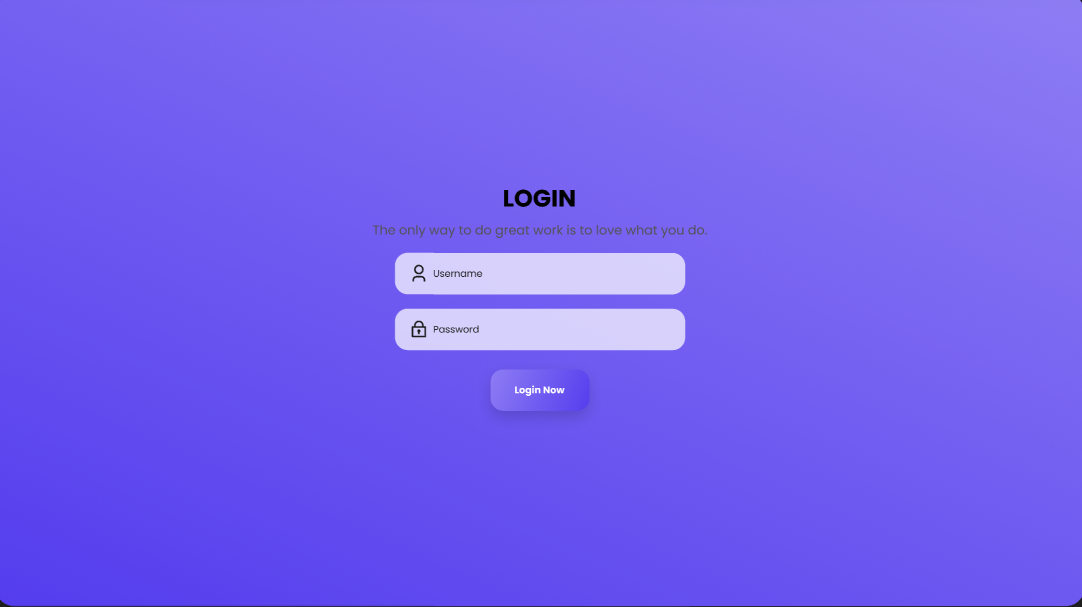 LOGIN
The only way to do great work is to love what you do.
Username
Password
Login Now